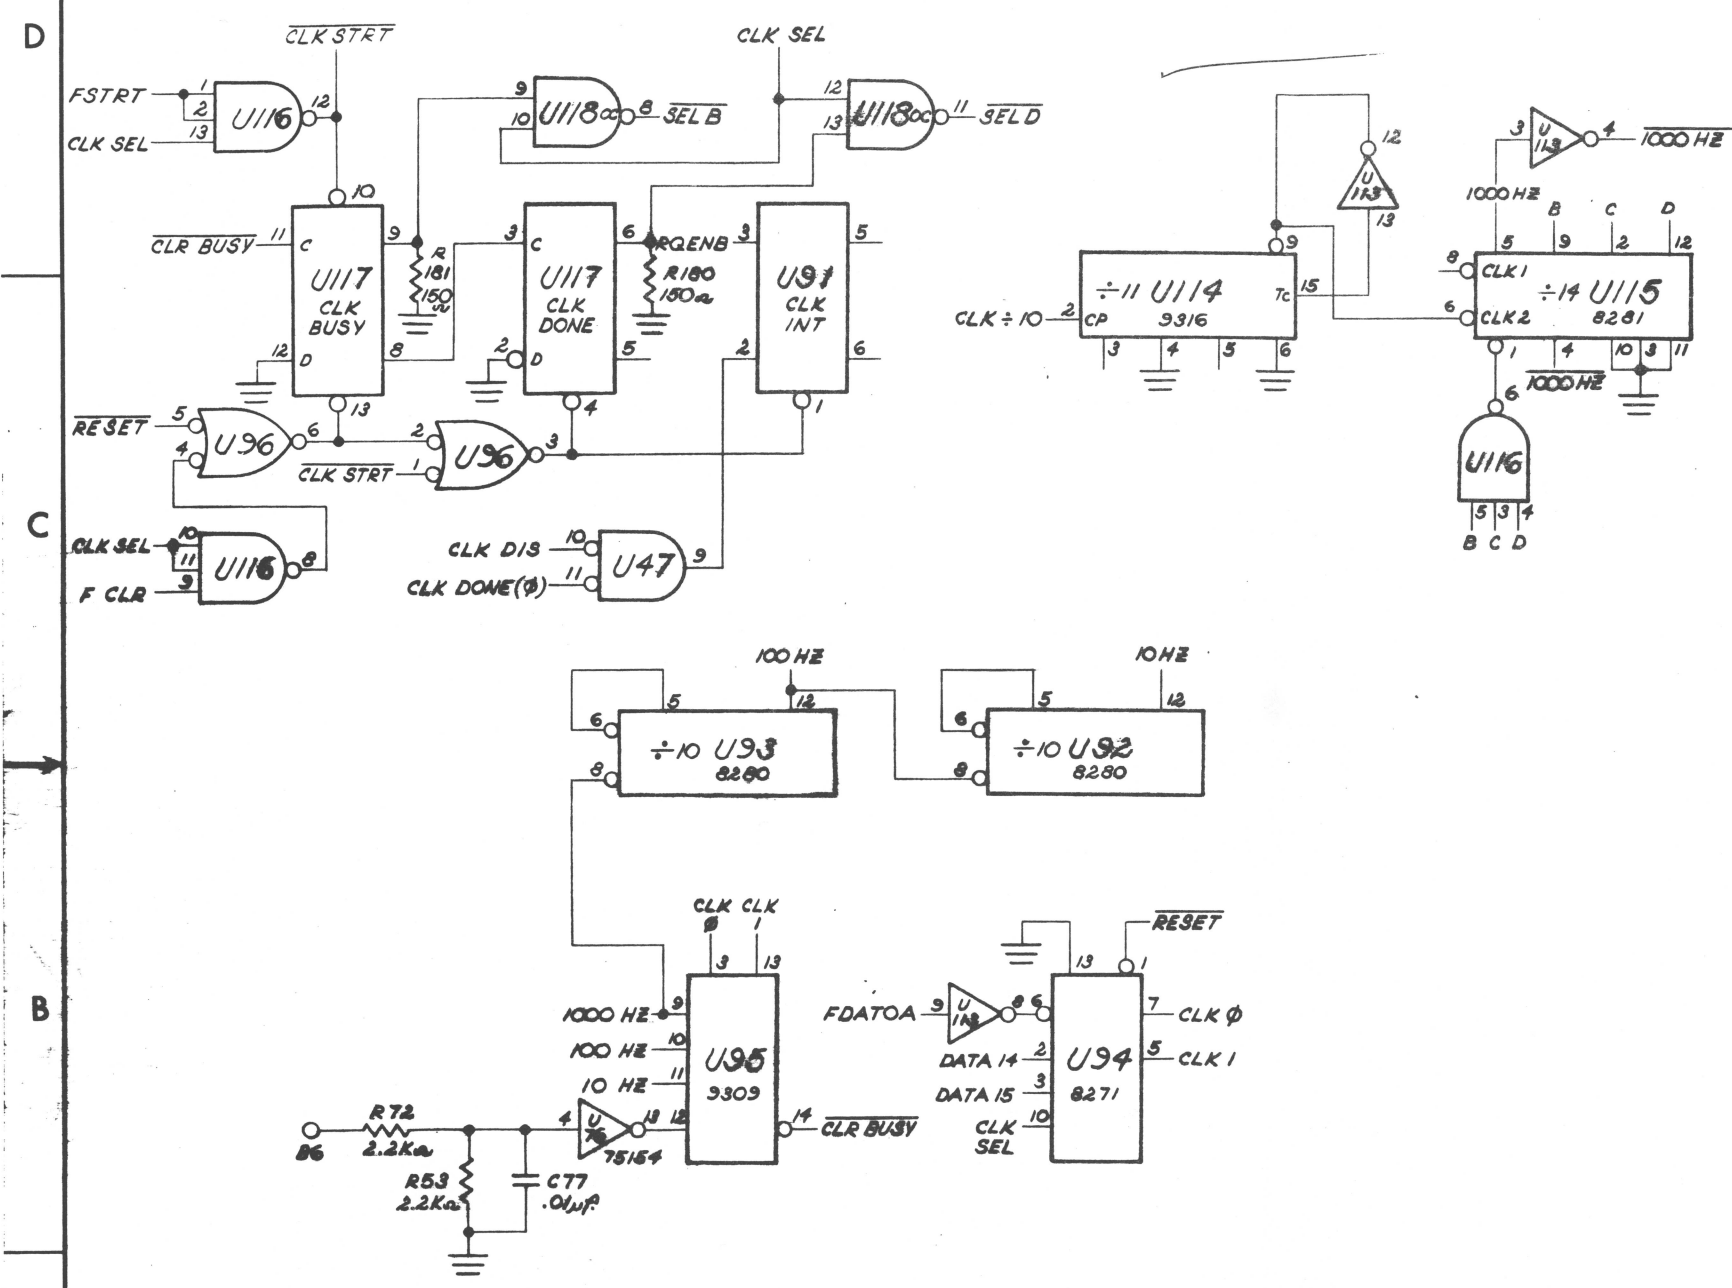 D
CLK STRT
FSTRT
1
2
13
CLK SEL
U116
12
CLK SEL
9
10
U118 oc
8
SEL B
12
13
U118 oc
11
SEL D
10
CLR BUSY
11
C
U117
CLK
BUSY
9
R
181
150
Ω
12
D
8
13
3
C
U117
CLK
DONE
6
RQENB
R180
150Ω
2
D
5
4
3
U91
CLK
INT
5
2
6
1
RESET
5
4
U96
6
2
CLK STRT
1
U96
3
C
CLK SEL
10
11
9
F CLR
U116
8
CLK DIS
10
CLK DONE(Ø)
11
U47
9
12
U
113
13
9
÷11 U114
9316
TC
15
CLK÷10
2
CP
3
4
5
6
3
U
113
4
1000 HZ
1000 HZ
B
C
D
5
9
2
12
8
CLK1
÷14 U115
8281
6
CLK2
1
4
10
3
11
1000 HZ
6
U116
5
3
4
B C D
100 HZ
5
12
6
÷10 U93
8280
8
10 HZ
5
12
6
÷10 U92
8280
8
B
CLK
Ø
CLK
1
3
13
1000 HZ
9
100 HZ
10
10 HZ
11
U95
9309
12
14
CLR BUSY
B6
R72
2.2KΩ
R53
2.2KΩ
C77
.01µf
4
U
76
13
75154
RESET
13
1
FDATOA
9
U
113
8
6
7
CLK Ø
DATA 14
2
U94
8271
5
CLK 1
DATA 15
3
CLK
SEL
10